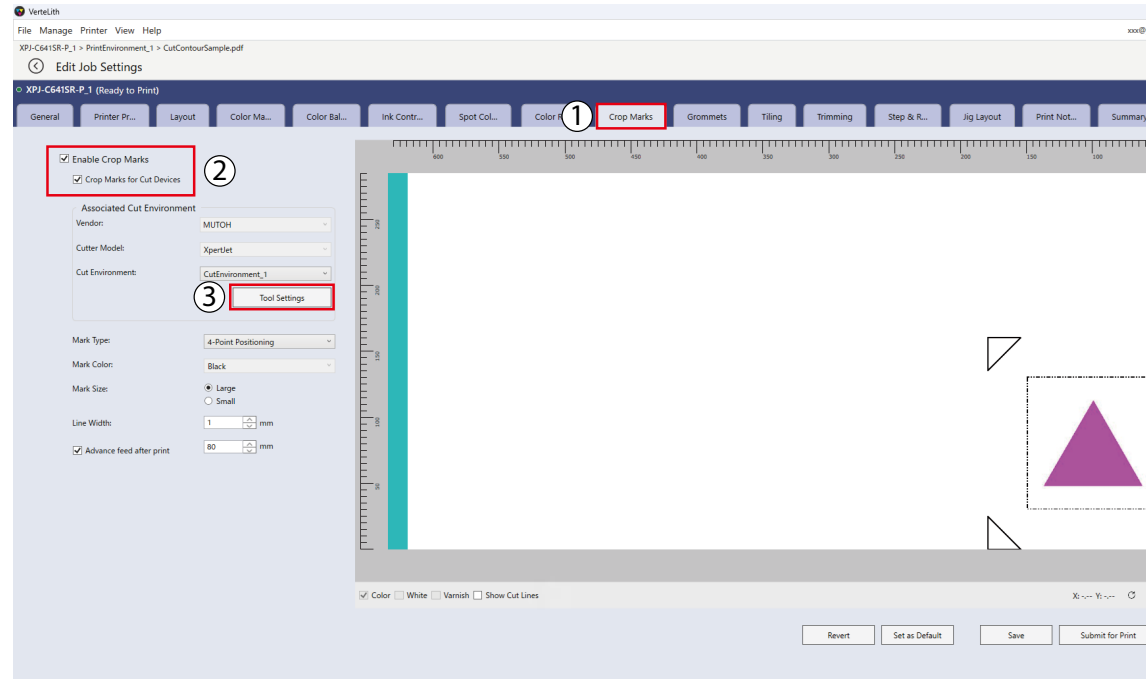 VerteLith
File Manage Printer View Help
xxx@
XPJ-C641SR-P_1 > PrintEnvironment_1 > CutContourSample.pdf
Edit Job Settings
XPJ-C641SR-P_1 (Ready to Print)
General Printer Pr... Layout Color Ma... Color Bal... Ink Contr... Spot Col... Color R 1 Crop Marks Grommets Tiling Trimming Step & R... Jig Layout Print Not... Summary
600 550 500 450 400 350 300 250 200 150 100
Enable Crop Marks
2
Crop Marks for Cut Devices
Associated Cut Environment
Vendor: MUTOH
Cutter Model: XpertJet
Cut Environment: CutEnvironment_1
3 Tool Settings
Mark Type: 4-Point Positioning
Mark Color: Black
Mark Size: Large
Small
Line Width: 1 mm
Advance feed after print 80 mm
250
200
150
100
50
Color White Varnish Show Cut Lines
X: -.-- Y: -.--
Revert Set as Default Save Submit for Print